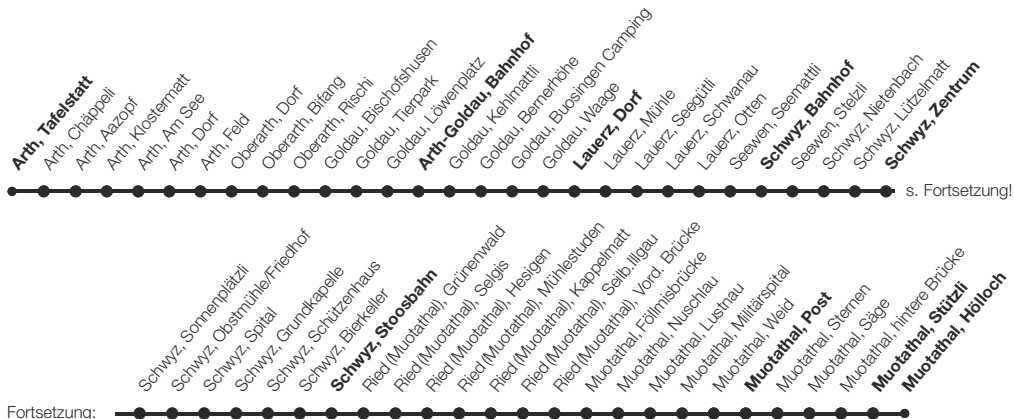 Arth, Tafelstatt
Arth, Chäppeli
Arth, Aazopf
Arth, Klostermatt
Arth, Am See
Arth, Dorf
Arth, Feld
Oberarth, Dorf
Oberarth, Bifang
Oberarth, Rischi
Goldau, Bischofshusen
Goldau, Tierpark
Goldau, Löwenplatz
Arth-Goldau, Bahnhof
Goldau, Kehlmattli
Goldau, Bernerhöhe
Goldau, Buosingen Camping
Goldau, Waage
Lauerz, Dorf
Lauerz, Mühle
Lauerz, Seegütli
Lauerz, Schwanau
Lauerz, Otten
Seewen, Seemattli
Schwyz, Bahnhof
Seewen, Stelzli
Schwyz, Nietenbach
Schwyz, Lützelmatt
Schwyz, Zentrum
s. Fortsetzung!
Fortsetzung:
Schwyz, Sonnenplätzli
Schwyz, Obstmühle/Friedhof
Schwyz, Spital
Schwyz, Grundkapelle
Schwyz, Schützenhaus
Schwyz, Bierkeller
Schwyz, Stoosbahn
Ried (Muotathal), Grünenwald
Ried (Muotathal), Selgis
Ried (Muotathal), Hesigen
Ried (Muotathal), Mühlestuden
Ried (Muotathal), Kappelmatt
Ried (Muotathal), Seilb.Illgau
Ried (Muotathal), Vord. Brücke
Muotathal, Föllmisbrücke
Muotathal, Nuschlau
Muotathal, Lustnau
Muotathal, Militärspital
Muotathal, Weid
Muotathal, Post
Muotathal, Sternen
Muotathal, Säge
Muotathal, hintere Brücke
Muotathal, Stützli
Muotathal, Hölloch